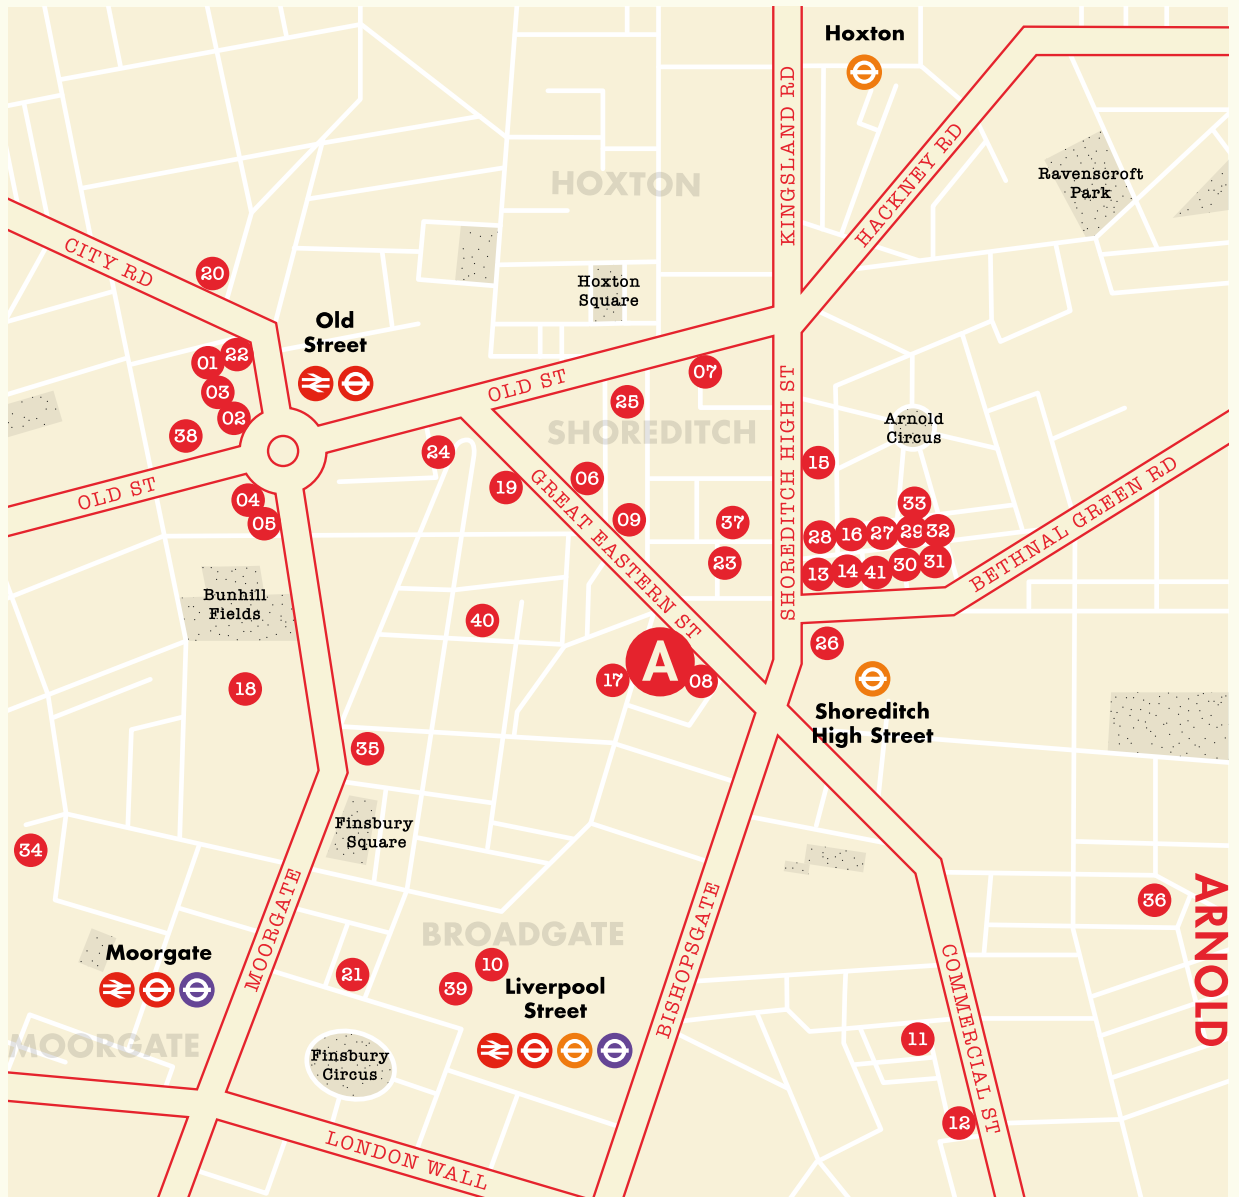 Hoxton
KINGSLAND RD
HACKNEY RD
Ravenscroft
Park
HOXTON
CITY RD
20
Hoxton
Square
Old
Street
01
22
03
02
38
OLD ST
07
25
SHOREDITCH
SHOREDITCH HIGH ST
Arnold
Circus
24
19
06
09
GREAT EASTERN ST
15
37
23
33
28
16
27
29
32
13
14
41
30
31
BETHNAL GREEN RD
OLD ST
04
05
Bunhill
Fields
40
18
17
A
08
26
Shoreditch
High Street
35
Finsbury
Square
34
MOORGATE
Moorgate
BROADGATE
21
39
10
Liverpool
Street
BISHOPSGATE
36
ARNOLD
COMMERCIAL ST
11
12
MOORGATE
Finsbury
Circus
LONDON WALL